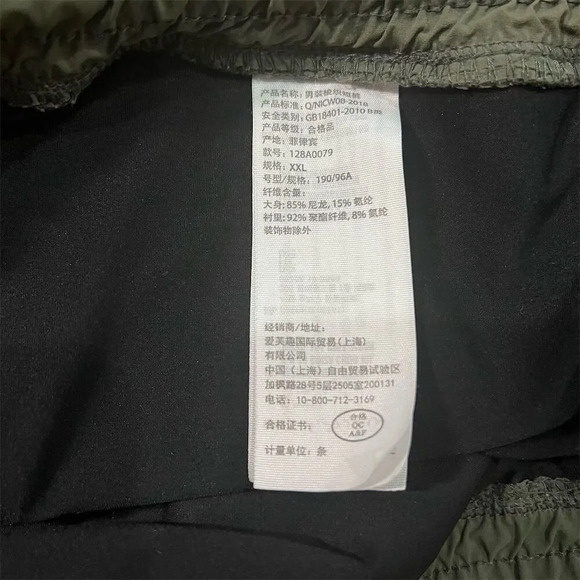 产品名称：男装梭织短裤
产品标准：Q/NICW00-2018
安全类别：GB18401-2010 B类
产品等级：合格品
产地：菲律宾
款号：128A0079
规格：XXL
号型/规格：190/96A
纤维含量：
大身：85% 尼龙，15% 氨纶
衬里：92% 聚酯纤维，8% 氨纶
装饰物除外
经销商/地址：
爱芙趣国际贸易(上海)
有限公司
中国（上海）自由贸易试验区
加枫路28号5层2505室200131
电话：10-800-712-3169
合格证书：
合格
QC
A&F
计量单位：条